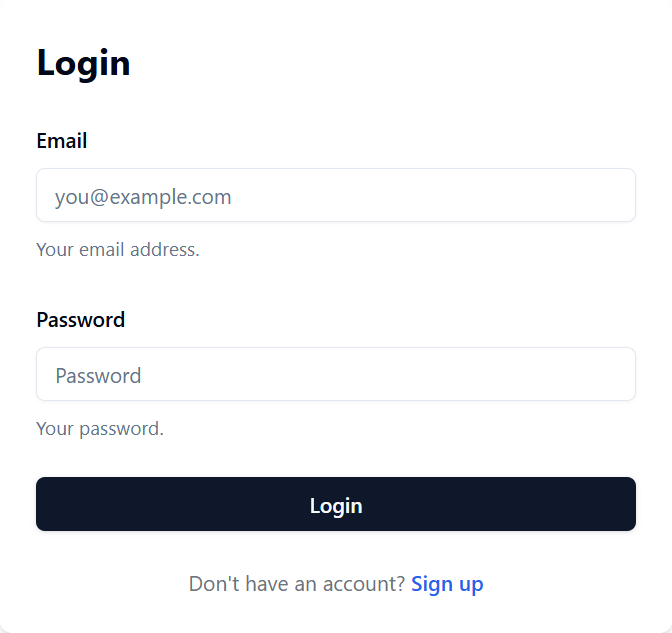 Login
Email
you@example.com
Your email address.
Password
Password
Your password.
Login
Don't have an account? Sign up